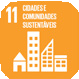 11 CIDADES E
COMUNIDADES
SUSTENTÁVEIS